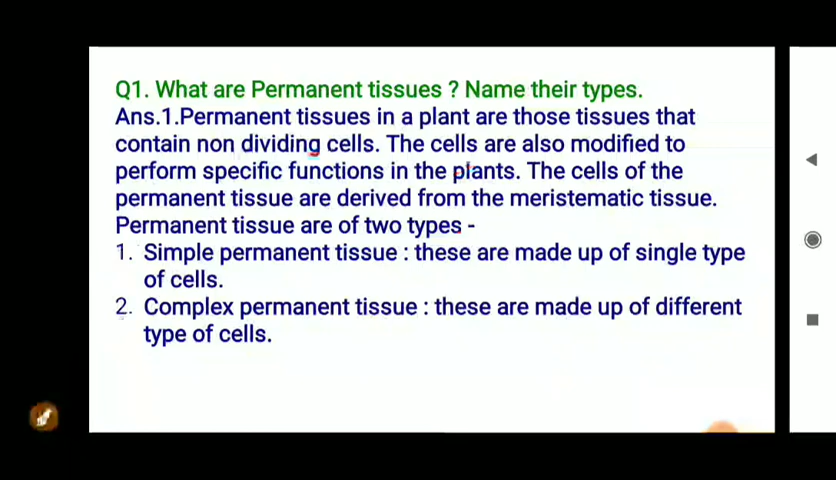 Q1. What are Permanent tissues ? Name their types.
Ans.1.Permanent tissues in a plant are those tissues that
contain non dividing cells. The cells are also modified to
perform specific functions in the plants. The cells of the
permanent tissue are derived from the meristematic tissue.
Permanent tissue are of two types -
1. Simple permanent tissue : these are made up of single type
of cells.
2. Complex permanent tissue : these are made up of different
type of cells.